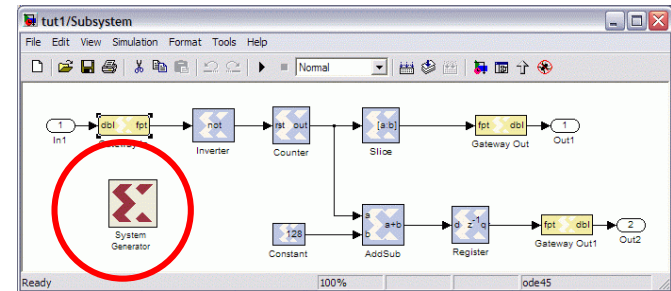 tut1/Subsystem
File Edit View Simulation Format Tools Help
Normal
1
In1
dbl fpt
Gateway In
not
Inverter
rst out
Counter
[a:b]
Slice
fpt dbl
Gateway Out
1
Out1
System
Generator
128
Constant
a
b
a+b
AddSub
d z-1 q
Register
fpt dbl
Gateway Out1
2
Out2
Ready 100% ode45